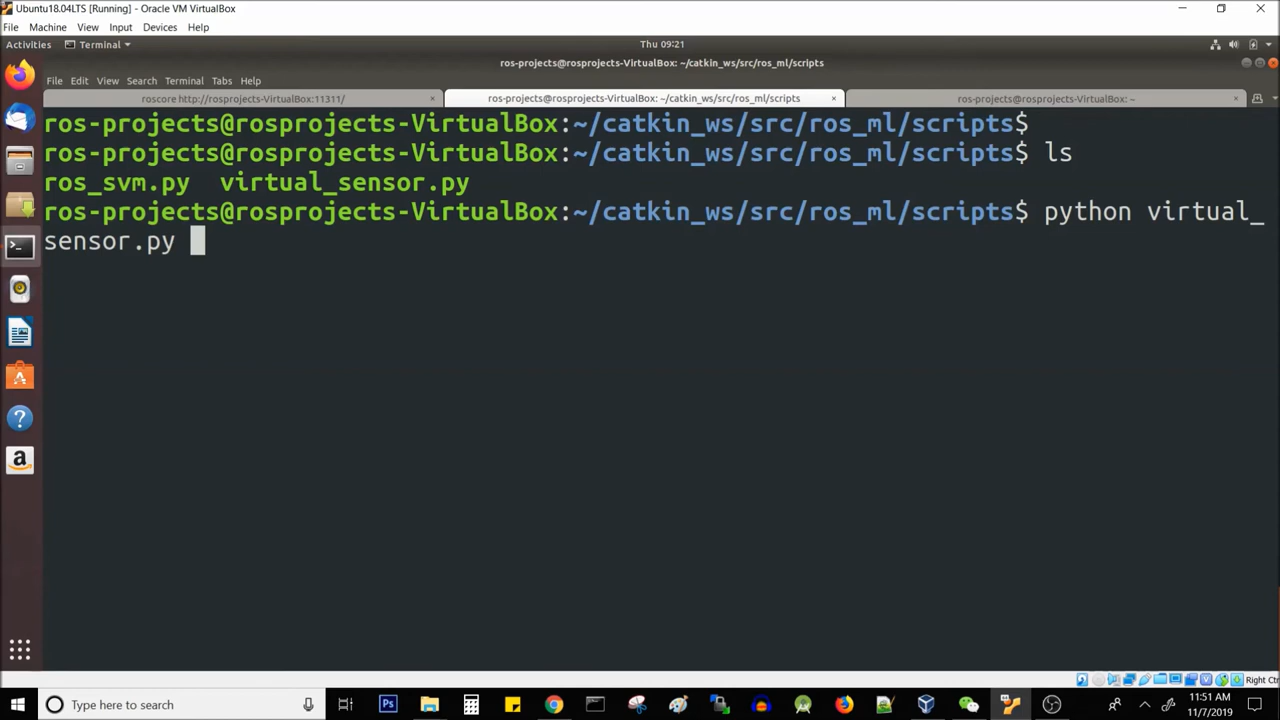 Ubuntu18.04LTS [Running] - Oracle VM VirtualBox
File Machine View Input Devices Help
Activities Terminal Thu 09:21
ros-projects@rosprojects-VirtualBox: ~/catkin_ws/src/ros_ml/scripts
File Edit View Search Terminal Tabs Help
roscore http://rosprojects-VirtualBox:11311/ × ros-projects@rosprojects-VirtualBox: ~/catkin_ws/src/ros_ml/scripts × ros-projects@rosprojects-VirtualBox: ~ ×
ros-projects@rosprojects-VirtualBox:~/catkin_ws/src/ros_ml/scripts$
ros-projects@rosprojects-VirtualBox:~/catkin_ws/src/ros_ml/scripts$ ls
ros_svm.py virtual_sensor.py
ros-projects@rosprojects-VirtualBox:~/catkin_ws/src/ros_ml/scripts$ python virtual_
sensor.py
Right Ctr
Type here to search
Ps
11:51 AM
11/7/2019